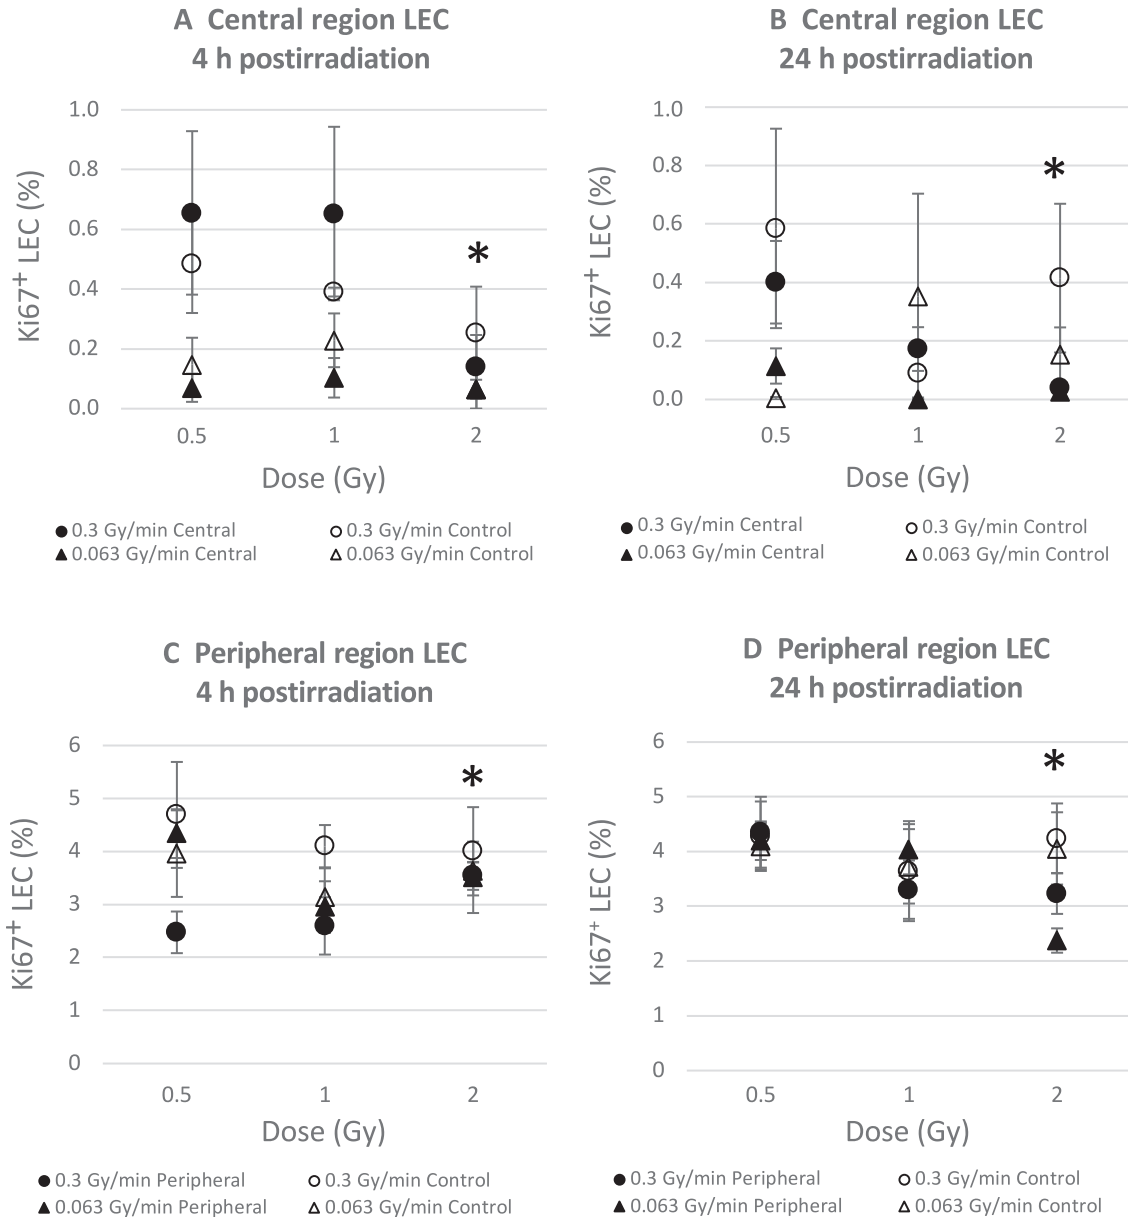 A Central region LEC
4 h postirradiation
1.0
0.8
0.6
0.4
0.2
0.0
Ki67⁺ LEC (%)
0.5 1 2
Dose (Gy)
*
● 0.3 Gy/min Central ○ 0.3 Gy/min Control
▲ 0.063 Gy/min Central △ 0.063 Gy/min Control
B Central region LEC
24 h postirradiation
1.0
0.8
0.6
0.4
0.2
0.0
Ki67⁺ LEC (%)
0.5 1 2
Dose (Gy)
*
● 0.3 Gy/min Central ○ 0.3 Gy/min Control
▲ 0.063 Gy/min Central △ 0.063 Gy/min Control
C Peripheral region LEC
4 h postirradiation
6
5
4
3
2
1
0
Ki67⁺ LEC (%)
0.5 1 2
Dose (Gy)
*
● 0.3 Gy/min Peripheral ○ 0.3 Gy/min Control
▲ 0.063 Gy/min Peripheral △ 0.063 Gy/min Control
D Peripheral region LEC
24 h postirradiation
6
5
4
3
2
1
0
Ki67⁺ LEC (%)
0.5 1 2
Dose (Gy)
*
● 0.3 Gy/min Peripheral ○ 0.3 Gy/min Control
▲ 0.063 Gy/min Peripheral △ 0.063 Gy/min Control